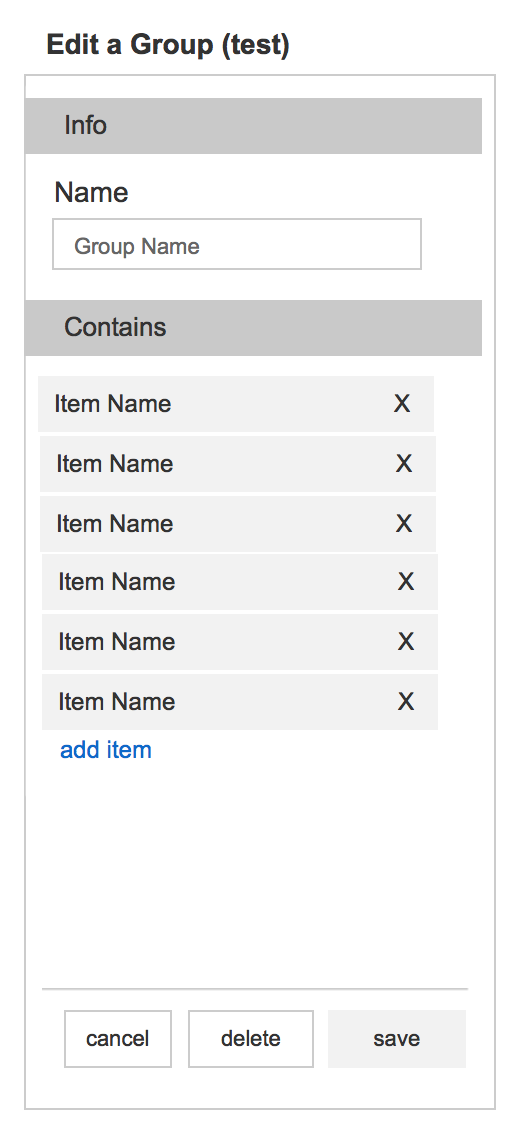 Edit a Group (test)
Info
Name
Group Name
Contains
Item Name X
Item Name X
Item Name X
Item Name X
Item Name X
Item Name X
add item
cancel delete save